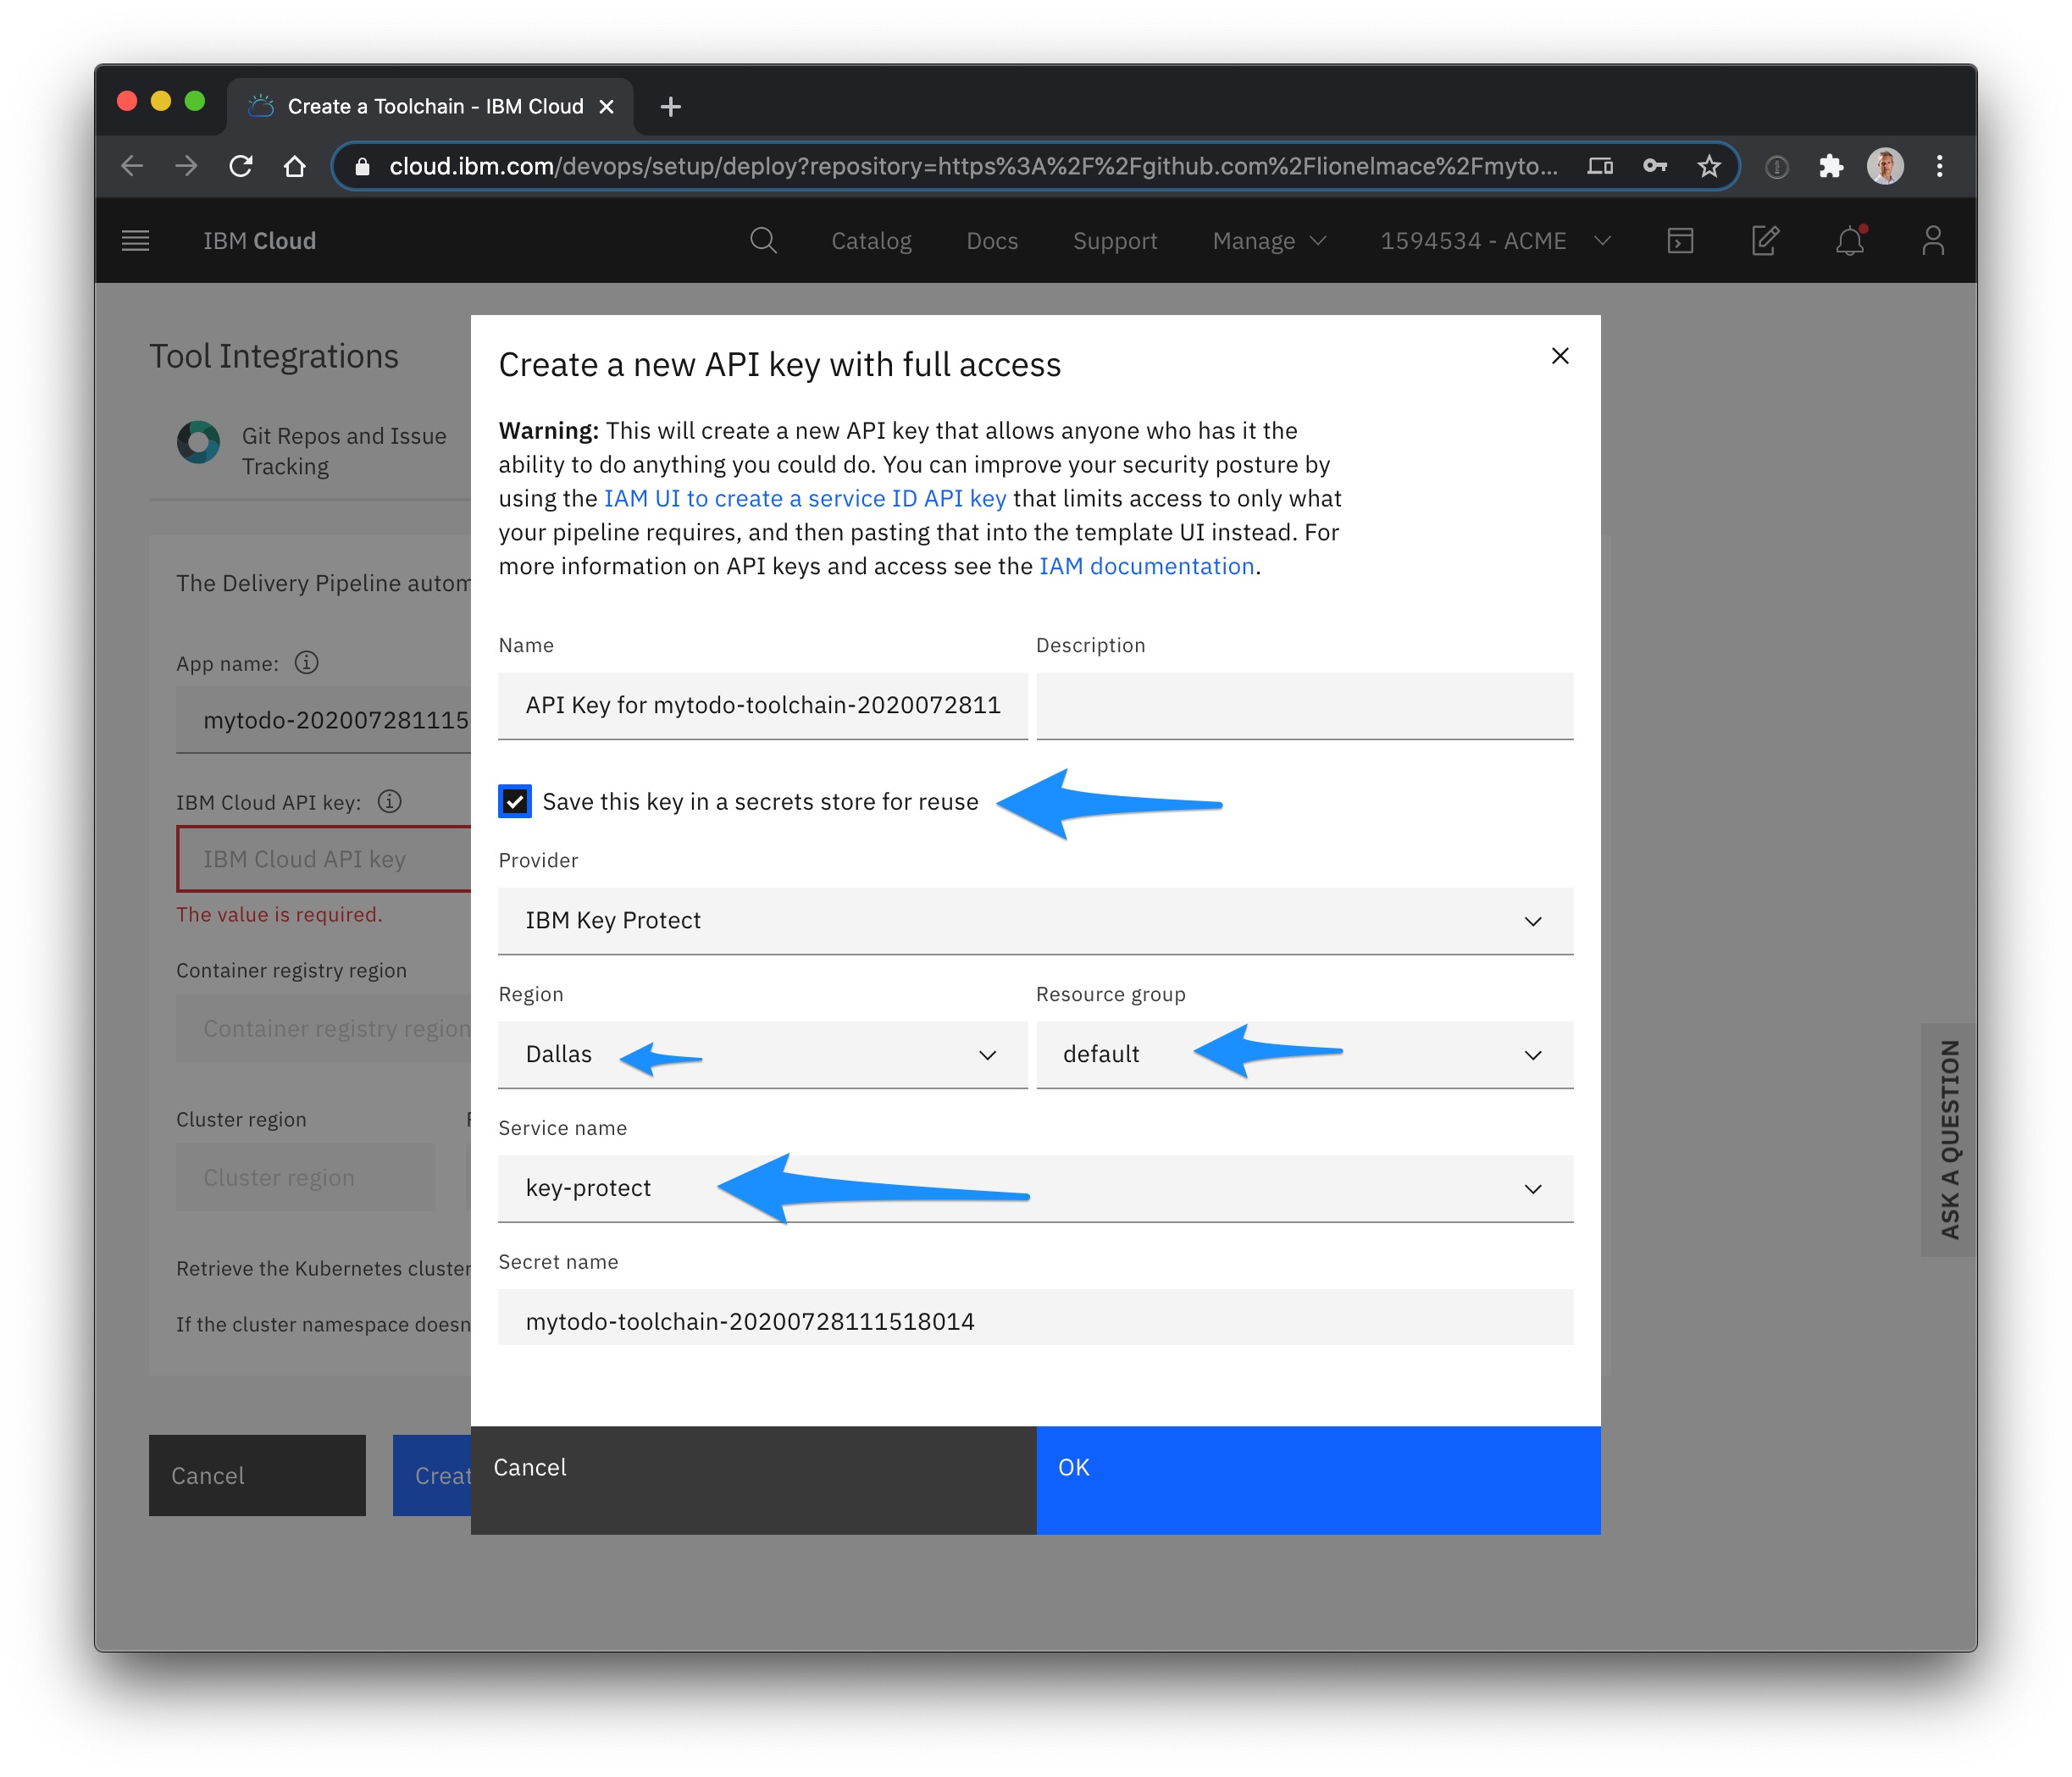 Create a Toolchain - IBM Cloud
cloud.ibm.com/devops/setup/deploy?repository=https%3A%2F%2Fgithub.com%2Flionelmace%2Fmyto...
IBM Cloud
Catalog
Docs
Support
Manage
1594534 - ACME
Tool Integrations
Git Repos and Issue
Tracking
The Delivery Pipeline autom
App name:
mytodo-202007281115
IBM Cloud API key:
IBM Cloud API key
The value is required.
Container registry region
Container registry region
Cluster region
Cluster region
Retrieve the Kubernetes cluster
If the cluster namespace doesn
Cancel
Creat
Create a new API key with full access
Warning: This will create a new API key that allows anyone who has it the
ability to do anything you could do. You can improve your security posture by
using the IAM UI to create a service ID API key that limits access to only what
your pipeline requires, and then pasting that into the template UI instead. For
more information on API keys and access see the IAM documentation.
Name
Description
API Key for mytodo-toolchain-2020072811
Save this key in a secrets store for reuse
Provider
IBM Key Protect
Region
Resource group
Dallas
default
Service name
key-protect
Secret name
mytodo-toolchain-20200728111518014
Cancel
OK
ASK A QUESTION